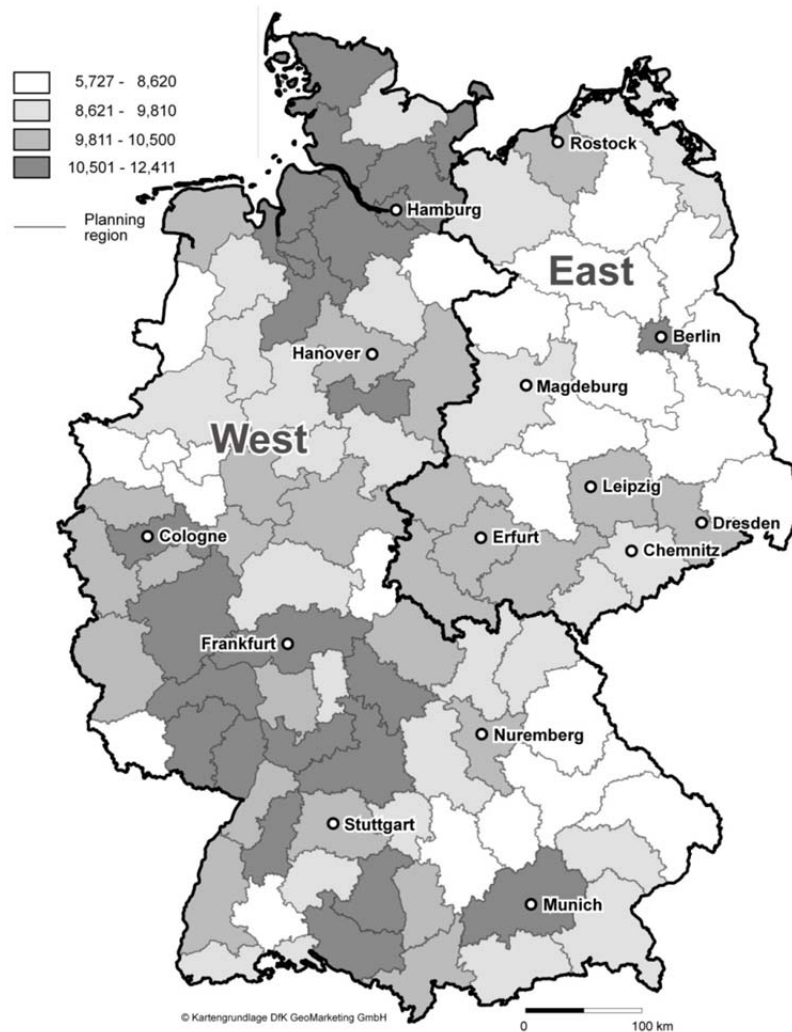 5,727 - 8,620
8,621 - 9,810
9,811 - 10,500
10,501 - 12,411
Planning
region
Rostock
Hamburg
East
Berlin
Hanover
Magdeburg
West
Leipzig
Dresden
Cologne
Erfurt
Chemnitz
Frankfurt
Nuremberg
Stuttgart
Munich
© Kartengrundlage DfK GeoMarketing GmbH
0 100 km